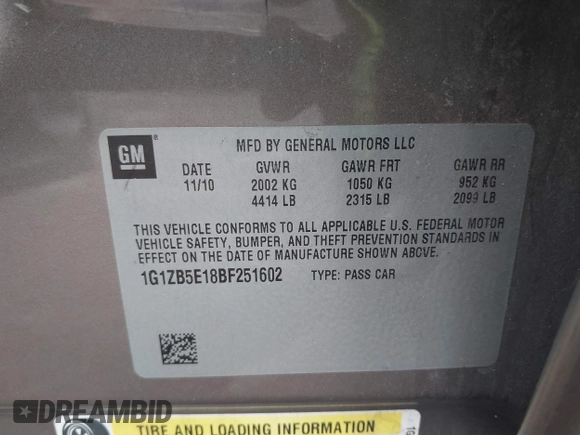 GM
MFD BY GENERAL MOTORS LLC
DATE GVWR GAWR FRT GAWR RR
11/10 2002 KG 1050 KG 952 KG
4414 LB 2315 LB 2099 LB
THIS VEHICLE CONFORMS TO ALL APPLICABLE U.S. FEDERAL MOTOR
VEHICLE SAFETY, BUMPER, AND THEFT PREVENTION STANDARDS IN
EFFECT ON THE DATE OF MANUFACTURE SHOWN ABOVE.
1G1ZB5E18BF251602 TYPE: PASS CAR
DREAMBID
TIRE AND LOADING INFORMATION